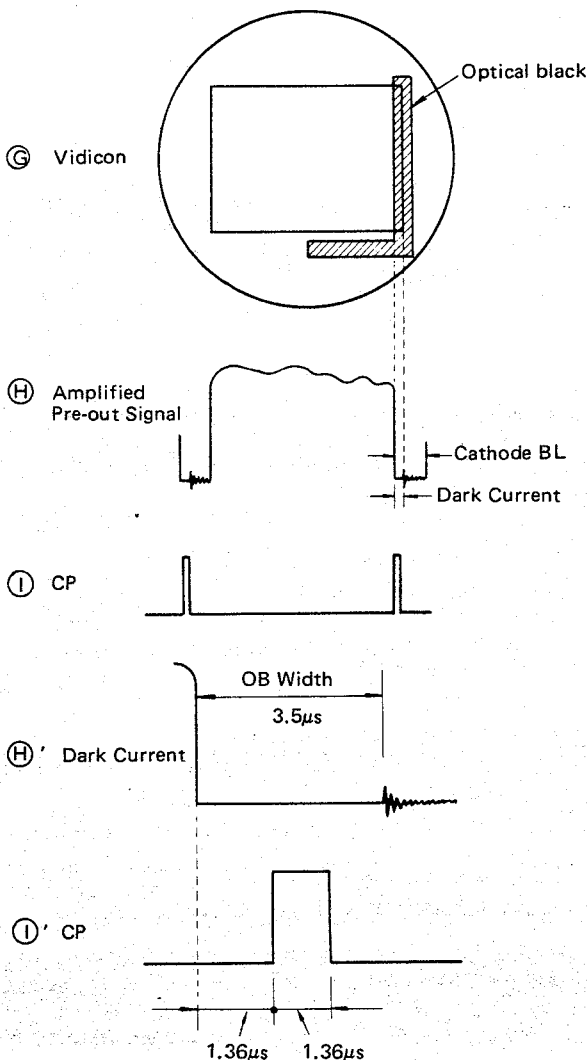 Optical black
Ⓖ Vidicon
Ⓗ Amplified
Pre-out Signal
Cathode BL
Dark Current
Ⓘ CP
OB Width
3.5μs
Ⓗ' Dark Current
Ⓘ' CP
1.36μs 1.36μs